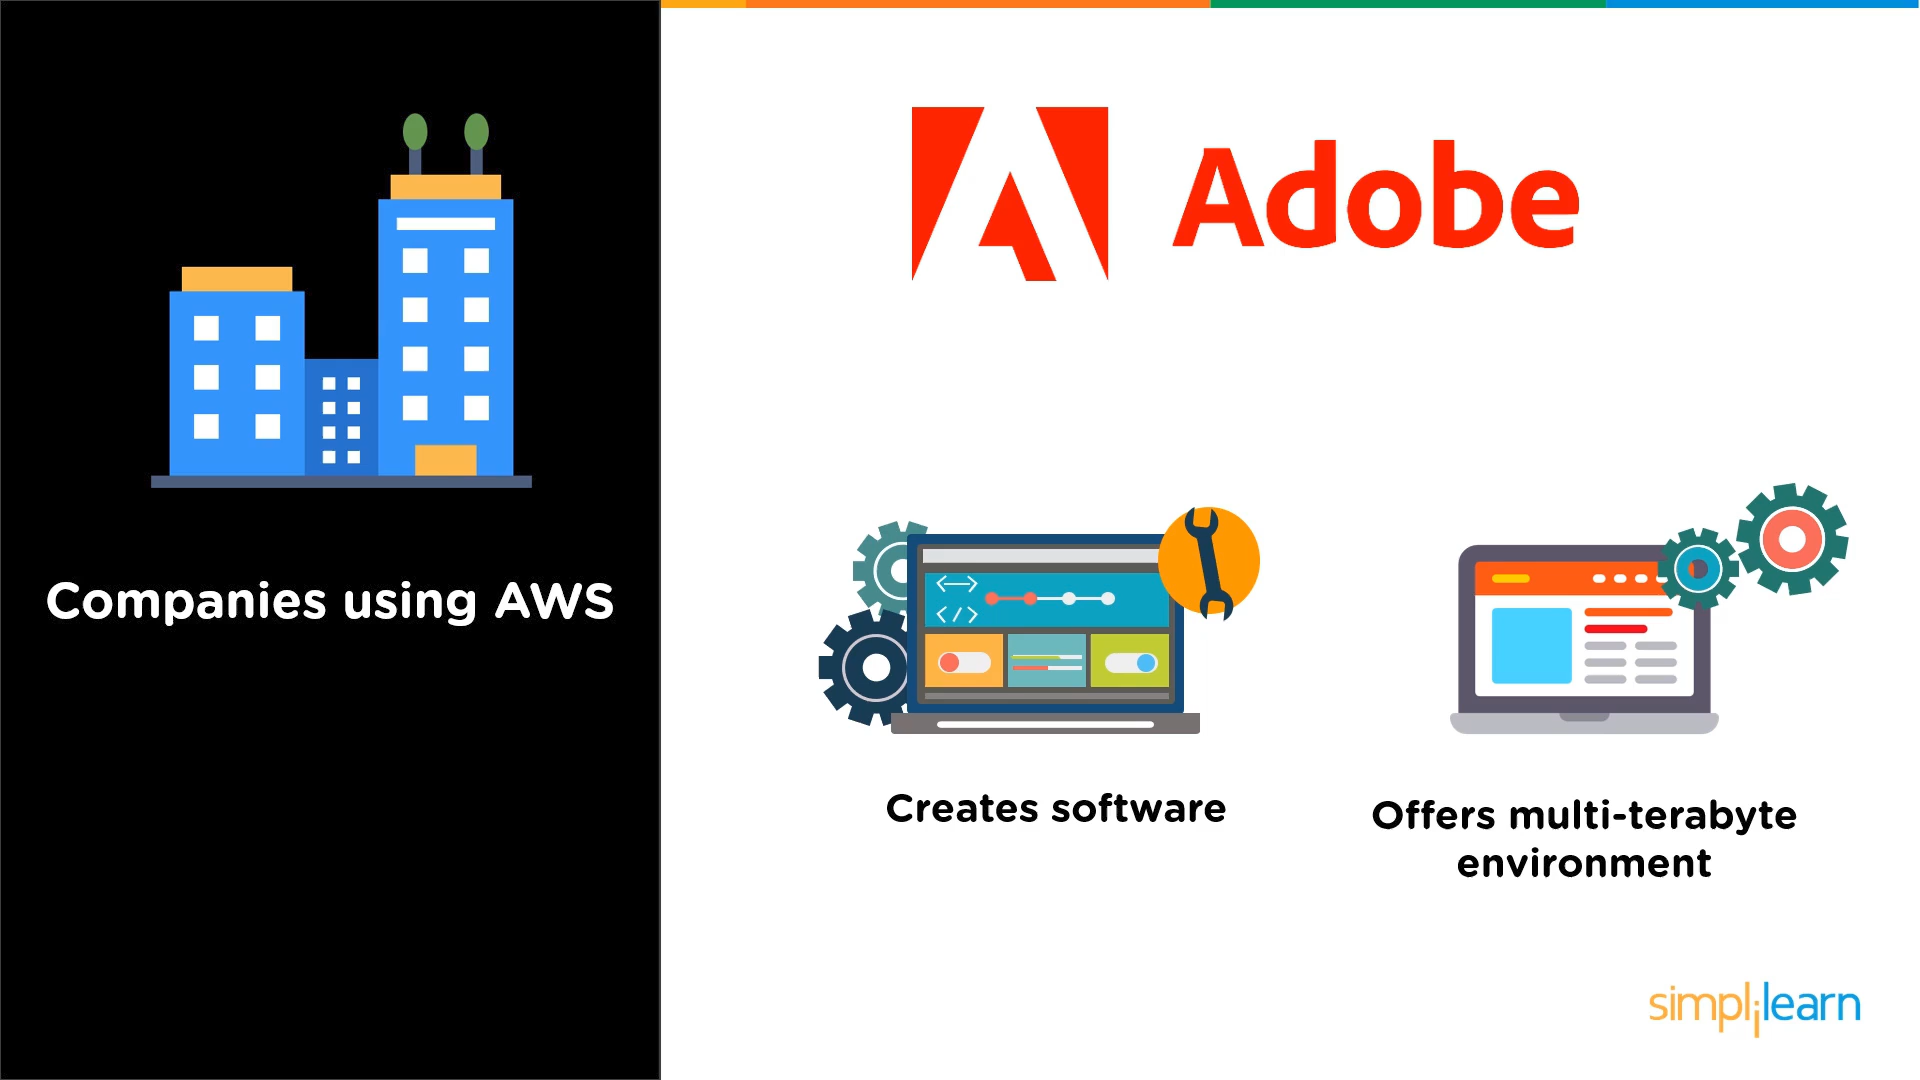 Adobe
Companies using AWS
Creates software
Offers multi-terabyte
environment
simplilearn